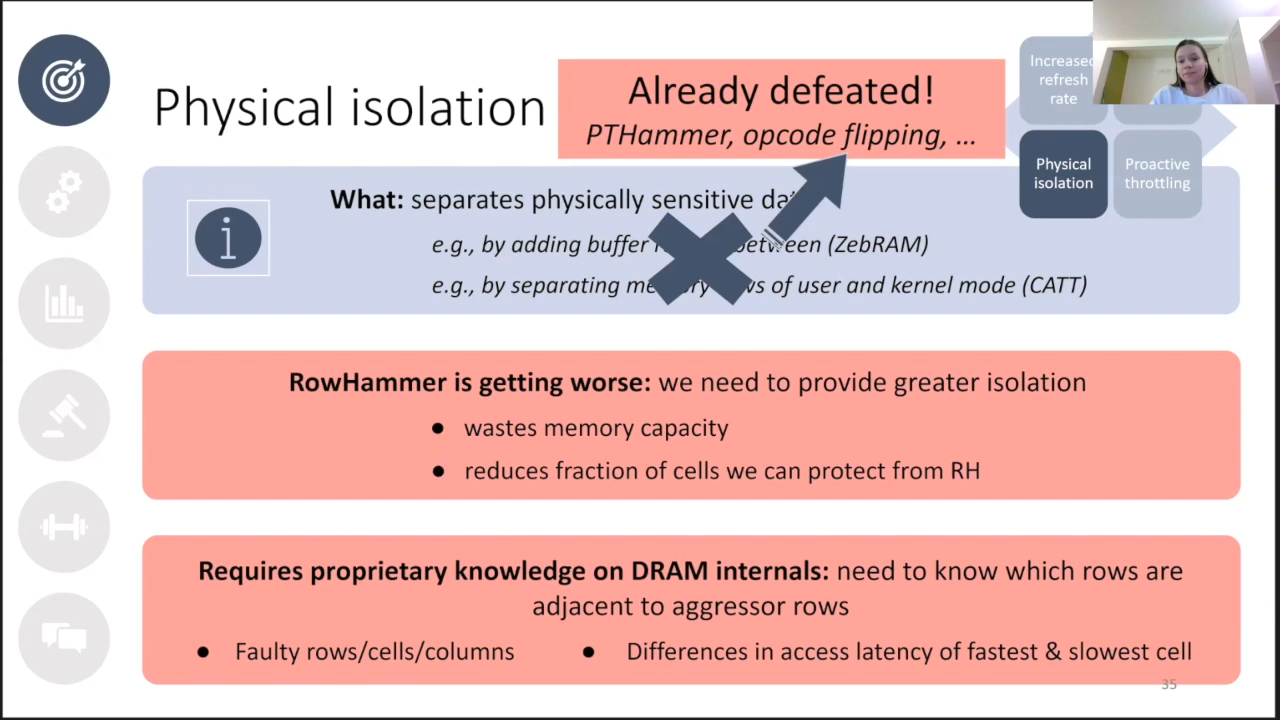 Physical isolation
Already defeated!
PTHammer, opcode flipping, ...
Increased
refresh
rate
Physical
isolation
Proactive
throttling
What: separates physically sensitive
e.g., by adding buffer between (ZebRAM)
e.g., by separating of user and kernel mode (CATT)
RowHammer is getting worse: we need to provide greater isolation
● wastes memory capacity
● reduces fraction of cells we can protect from RH
Requires proprietary knowledge on DRAM internals: need to know which rows are
adjacent to aggressor rows
● Faulty rows/cells/columns
● Differences in access latency of fastest & slowest cell
35